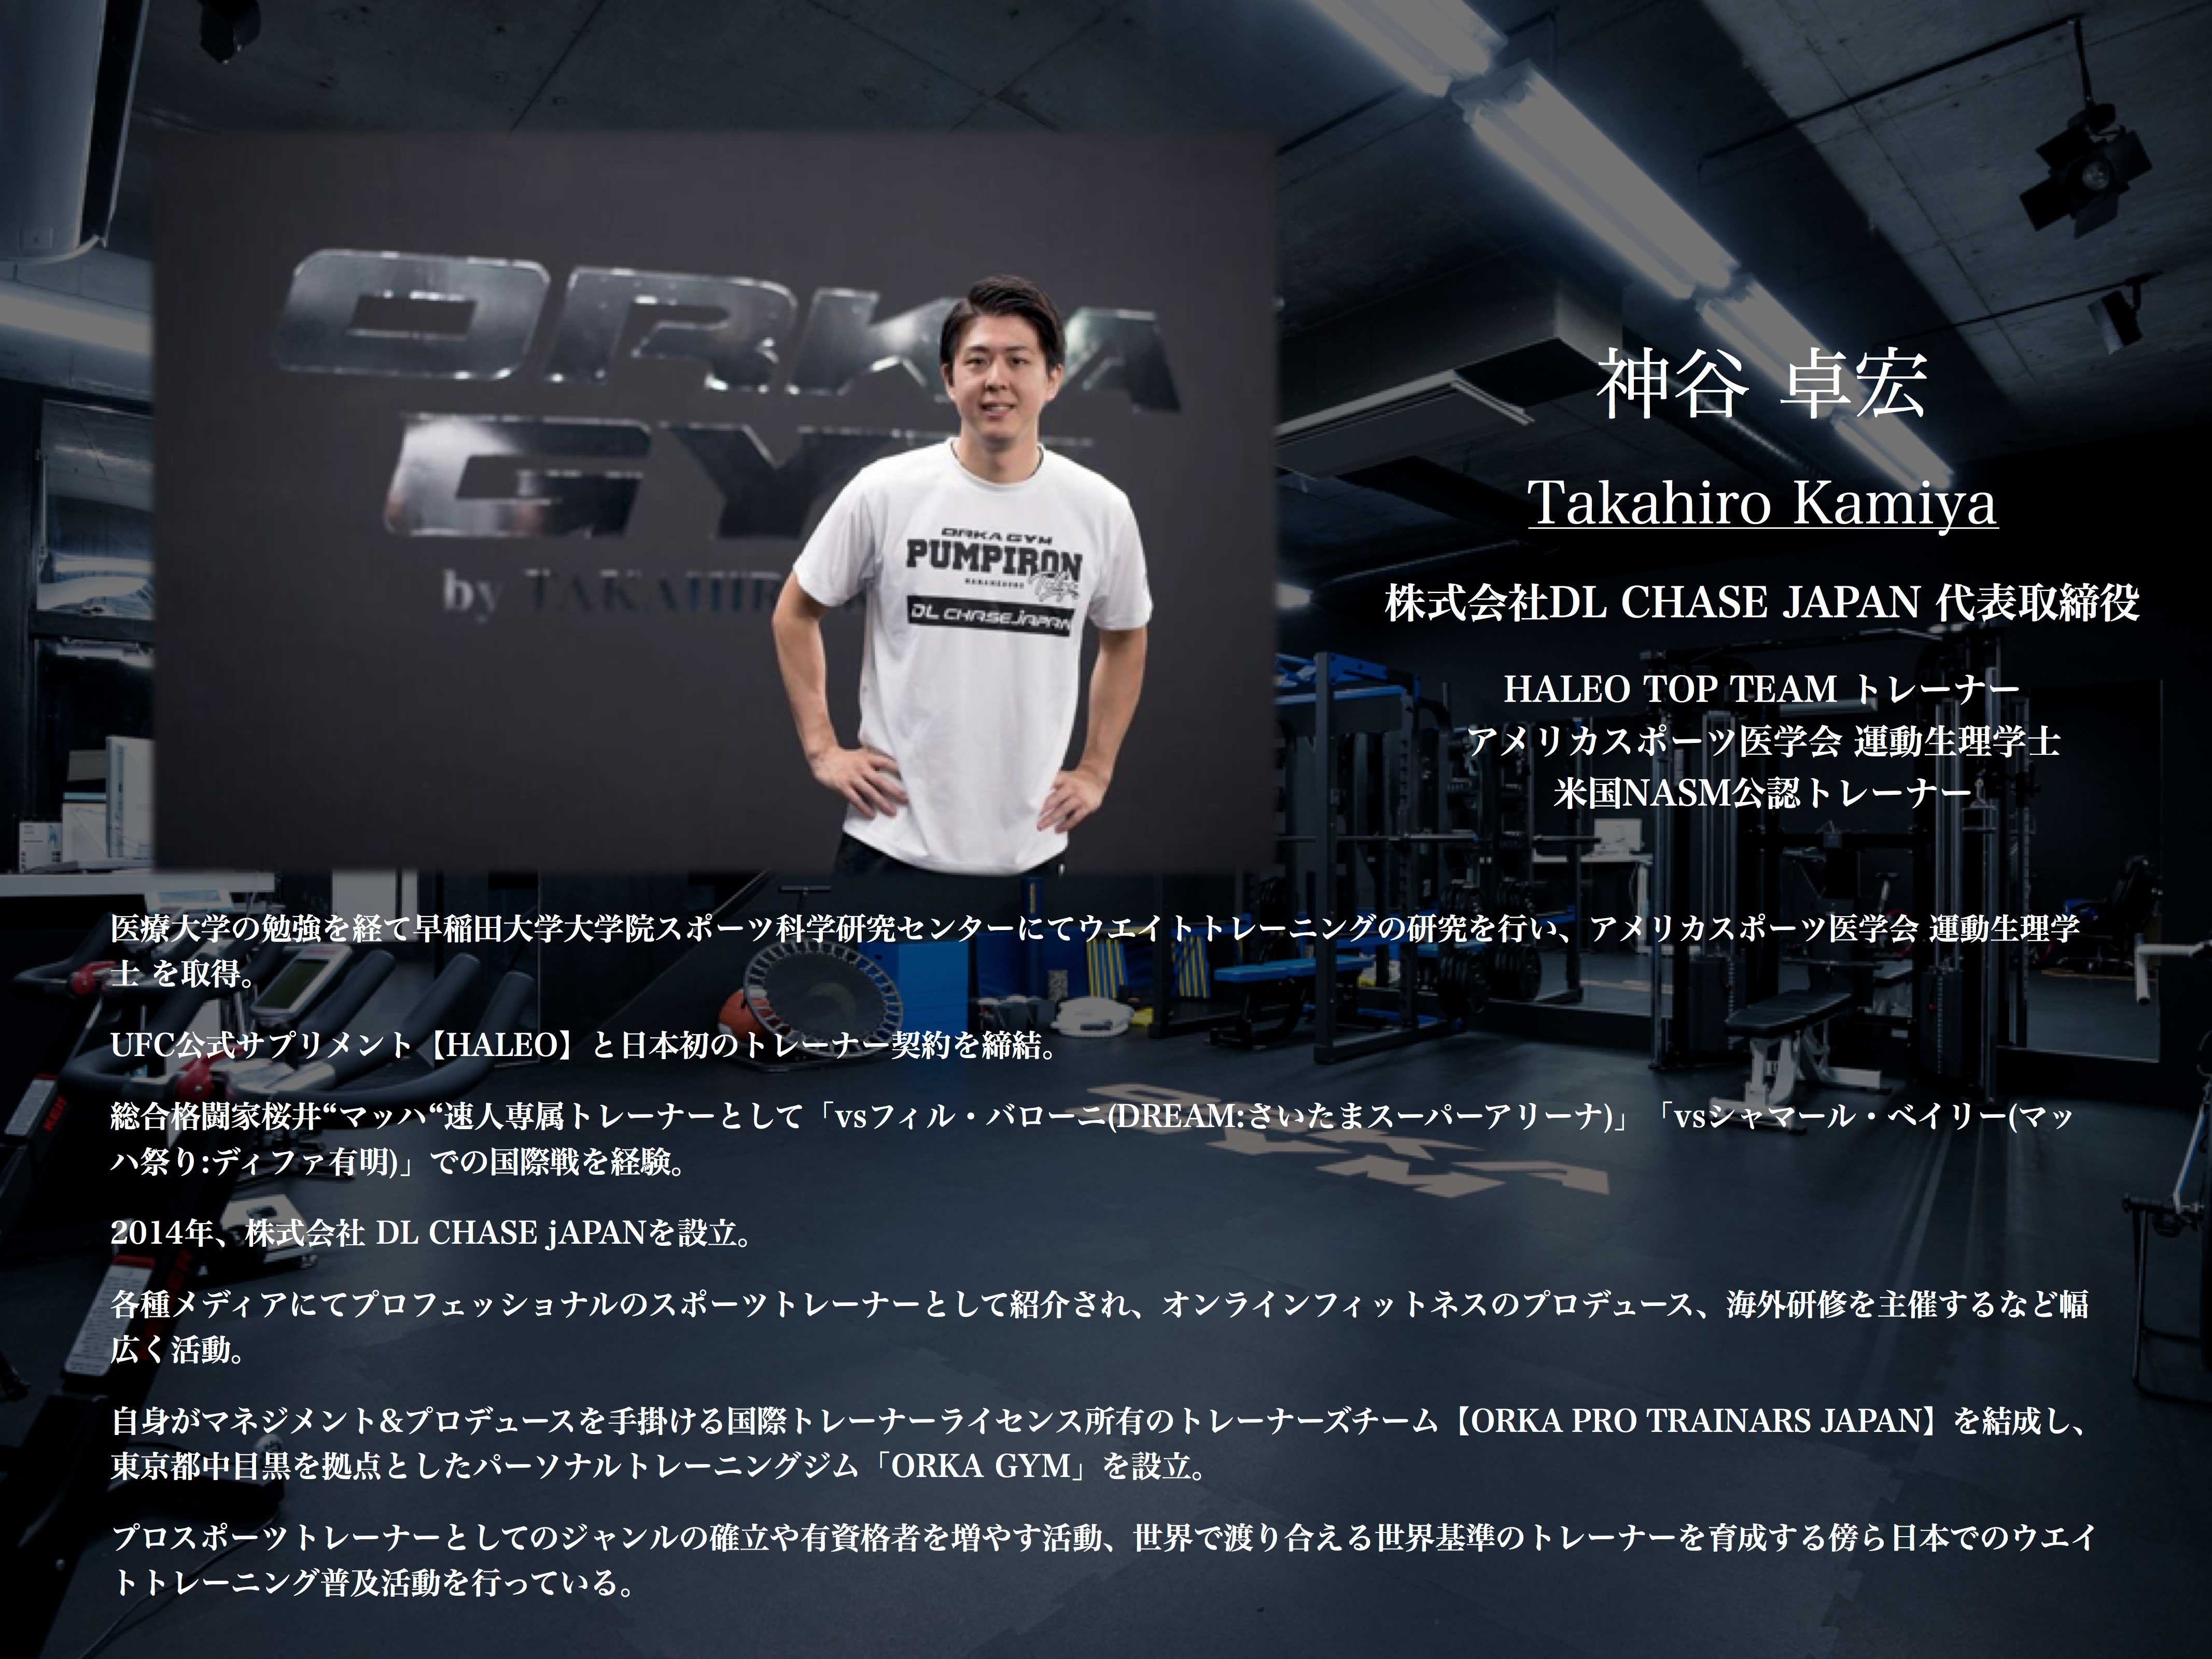 ORKA
GY
by TAKAHIR
ORKA GYM
PUMPIRON
NAKAMEGURO Tokyo
DL CHASE jAPAN
神谷 卓宏
Takahiro Kamiya
株式会社DL CHASE JAPAN 代表取締役
HALEO TOP TEAM トレーナー
アメリカスポーツ医学会 運動生理学士
米国NASM公認トレーナー
医療大学の勉強を経て早稲田大学大学院スポーツ科学研究センターにてウエイトトレーニングの研究を行い、アメリカスポーツ医学会 運動生理学
士 を取得。
UFC公式サプリメント【HALEO】と日本初のトレーナー契約を締結。
総合格闘家桜井“マッハ“速人専属トレーナーとして「vsフィル・バローニ(DREAM:さいたまスーパーアリーナ)」「vsシャマール・ベイリー(マッ
ハ祭り:ディファ有明)」での国際戦を経験。
2014年、株式会社 DL CHASE jAPANを設立。
各種メディアにてプロフェッショナルのスポーツトレーナーとして紹介され、オンラインフィットネスのプロデュース、海外研修を主催するなど幅
広く活動。
自身がマネジメント&プロデュースを手掛ける国際トレーナーライセンス所有のトレーナーズチーム【ORKA PRO TRAINARS JAPAN】を結成し、
東京都中目黒を拠点としたパーソナルトレーニングジム「ORKA GYM」を設立。
プロスポーツトレーナーとしてのジャンルの確立や有資格者を増やす活動、世界で渡り合える世界基準のトレーナーを育成する傍ら日本でのウエイ
トトレーニング普及活動を行っている。